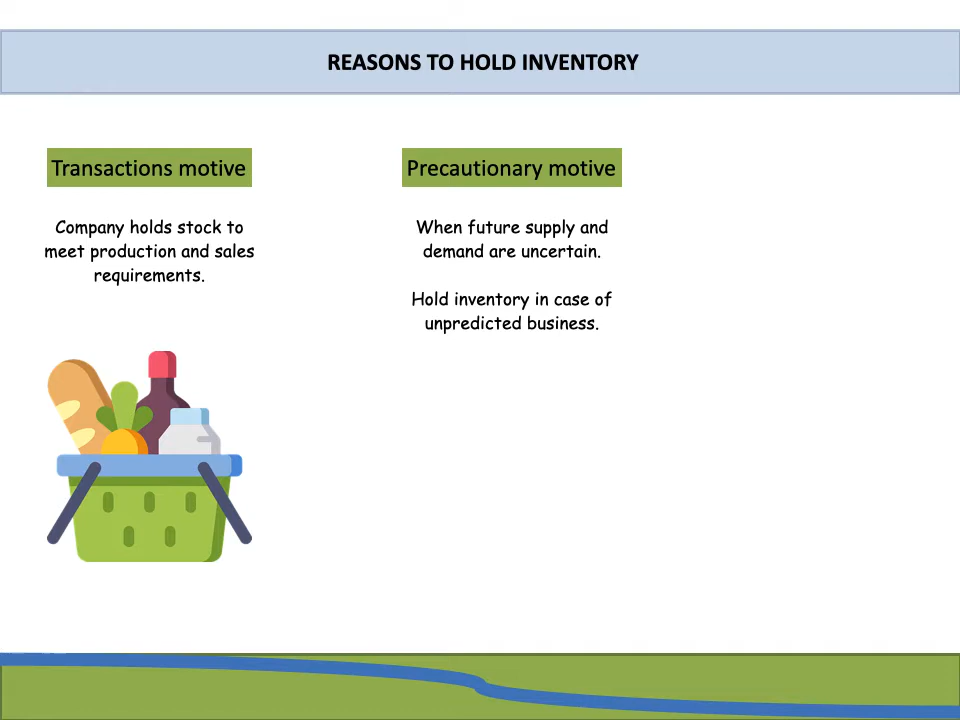 REASONS TO HOLD INVENTORY
Transactions motive
Company holds stock to
meet production and sales
requirements.
Precautionary motive
When future supply and
demand are uncertain.
Hold inventory in case of
unpredicted business.